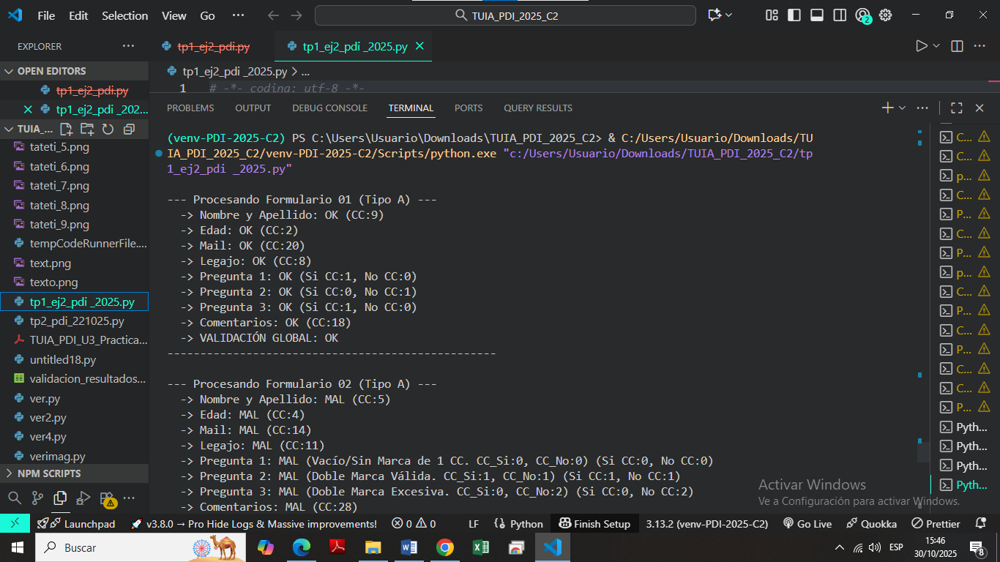 File Edit Selection View Go ··· TUIA_PDI_2025_C2 2
EXPLORER ···
tp1_ej2_pdi.py tp1_ej2_pdi _2025.py
OPEN EDITORS
tp1_ej2_pdi.py
tp1_ej2_pdi _202...
TUIA_...
tateti_5.png
tateti_6.png
tateti_7.png
tateti_8.png
tateti_9.png
tempCodeRunnerFile....
text.png
texto.png
tp1_ej2_pdi _2025.py
tp2_pdi_221025.py
TUIA_PDI_U3_Practica...
untitled18.py
validacion_resultados...
ver.py
ver2.py
ver4.py
verimag.py
NPM SCRIPTS
tp1_ej2_pdi _2025.py > ...
1 # -*- coding: utf-8 -*-
PROBLEMS OUTPUT DEBUG CONSOLE TERMINAL PORTS QUERY RESULTS
(venv-PDI-2025-C2) PS C:\Users\Usuario\Downloads\TUIA_PDI_2025_C2> & C:/Users/Usuario/Downloads/TU
IA_PDI_2025_C2/venv-PDI-2025-C2/Scripts/python.exe "c:/Users/Usuario/Downloads/TUIA_PDI_2025_C2/tp
1_ej2_pdi _2025.py"
--- Procesando Formulario 01 (Tipo A) ---
-> Nombre y Apellido: OK (CC:9)
-> Edad: OK (CC:2)
-> Mail: OK (CC:20)
-> Legajo: OK (CC:8)
-> Pregunta 1: OK (Si CC:1, No CC:0)
-> Pregunta 2: OK (Si CC:0, No CC:1)
-> Pregunta 3: OK (Si CC:1, No CC:0)
-> Comentarios: OK (CC:18)
-> VALIDACIÓN GLOBAL: OK
--------------------------------------------------
--- Procesando Formulario 02 (Tipo A) ---
-> Nombre y Apellido: MAL (CC:5)
-> Edad: MAL (CC:4)
-> Mail: MAL (CC:14)
-> Legajo: MAL (CC:11)
-> Pregunta 1: MAL (Vacío/Sin Marca de 1 CC. CC_Si:0, CC_No:0) (Si CC:0, No CC:0)
-> Pregunta 2: MAL (Doble Marca Válida. CC_Si:1, CC_No:1) (Si CC:1, No CC:1)
-> Pregunta 3: MAL (Doble Marca Excesiva. CC_Si:0, CC_No:2) (Si CC:0, No CC:2)
-> Comentarios: MAL (CC:28)
C...
C...
p...
C...
P...
C...
P...
p...
C...
P...
C...
P...
C...
C...
P...
Pyth...
Pyth...
Pyth...
Pyth...
Activar Windows
Ve a Configuración para activar Windows.
Launchpad v3.8.0 → Pro Hide Logs & Massive improvements! 0 0 LF Python Finish Setup 3.13.2 (venv-PDI-2025-C2) Go Live Quokka Prettier
Buscar ESP 15:46
30/10/2025 8